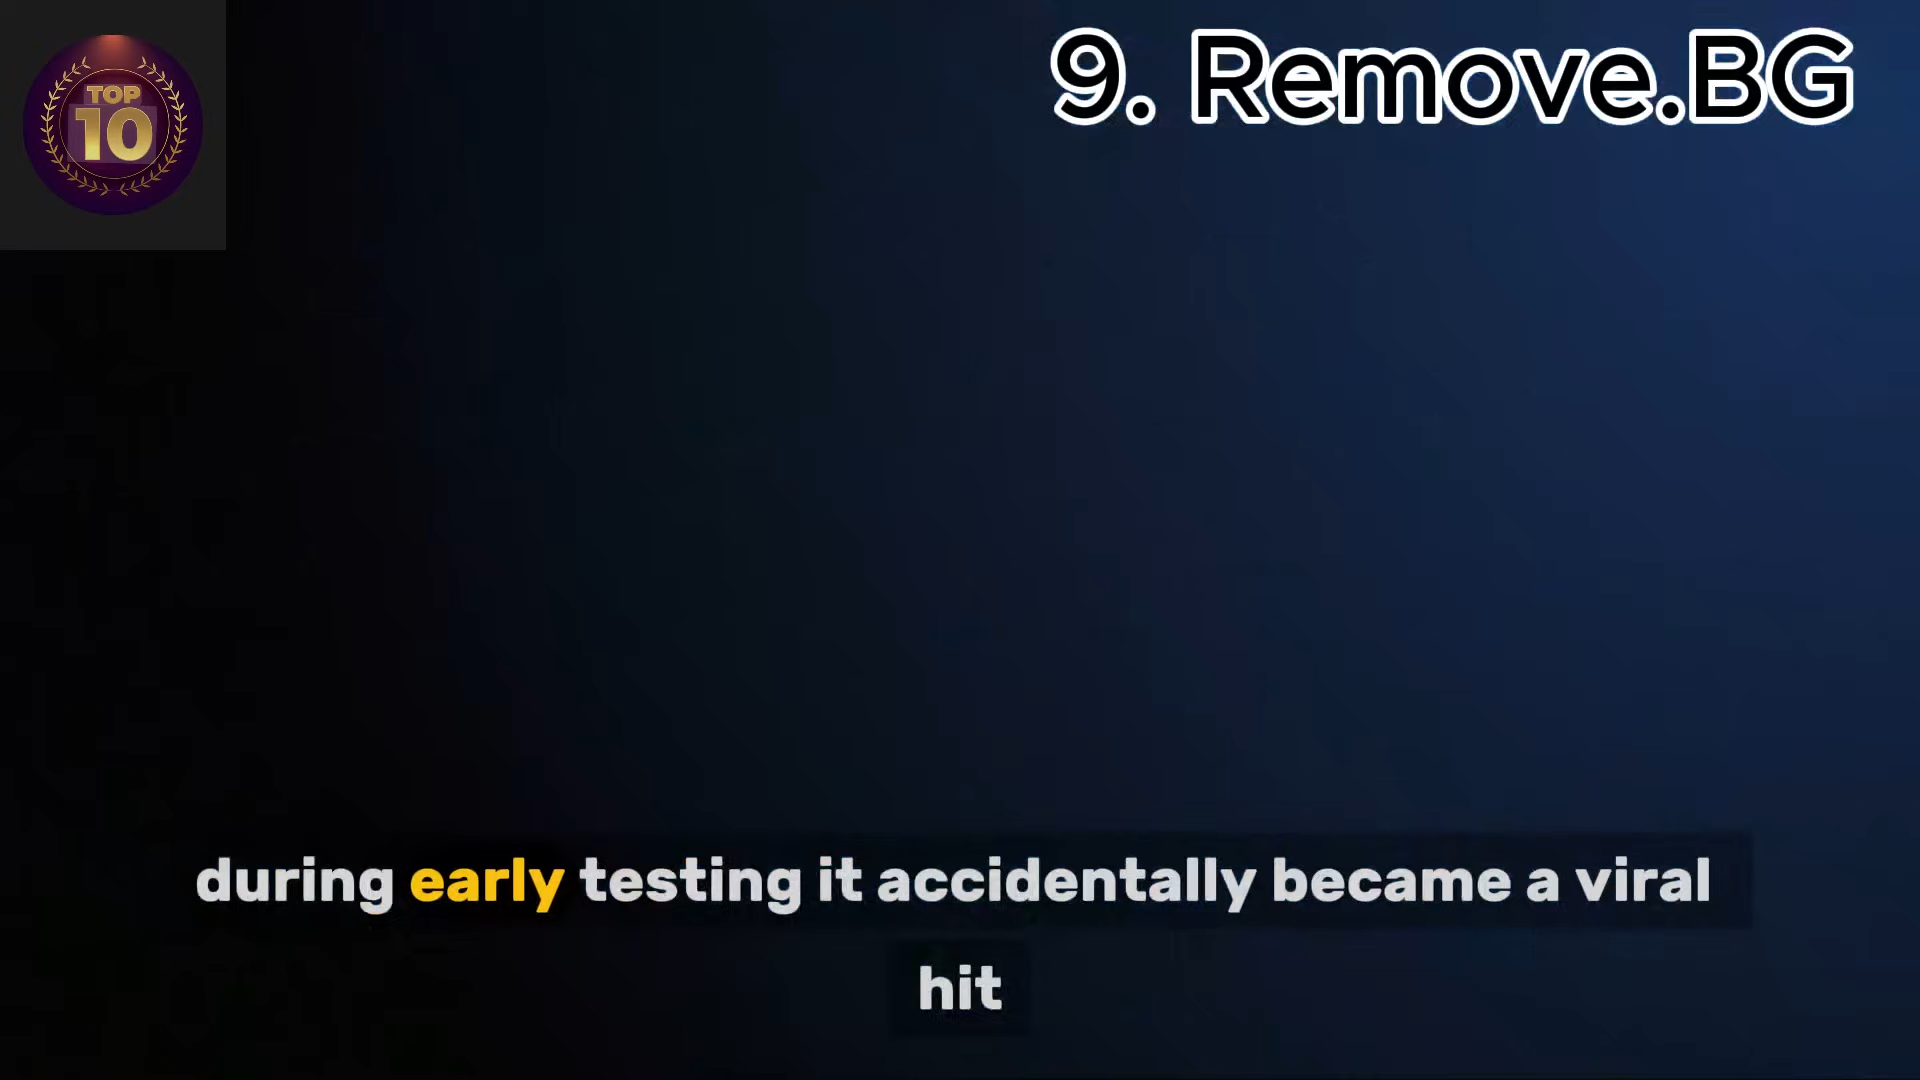 TOP
10
9. Remove.BG
during early testing it accidentally became a viral
hit